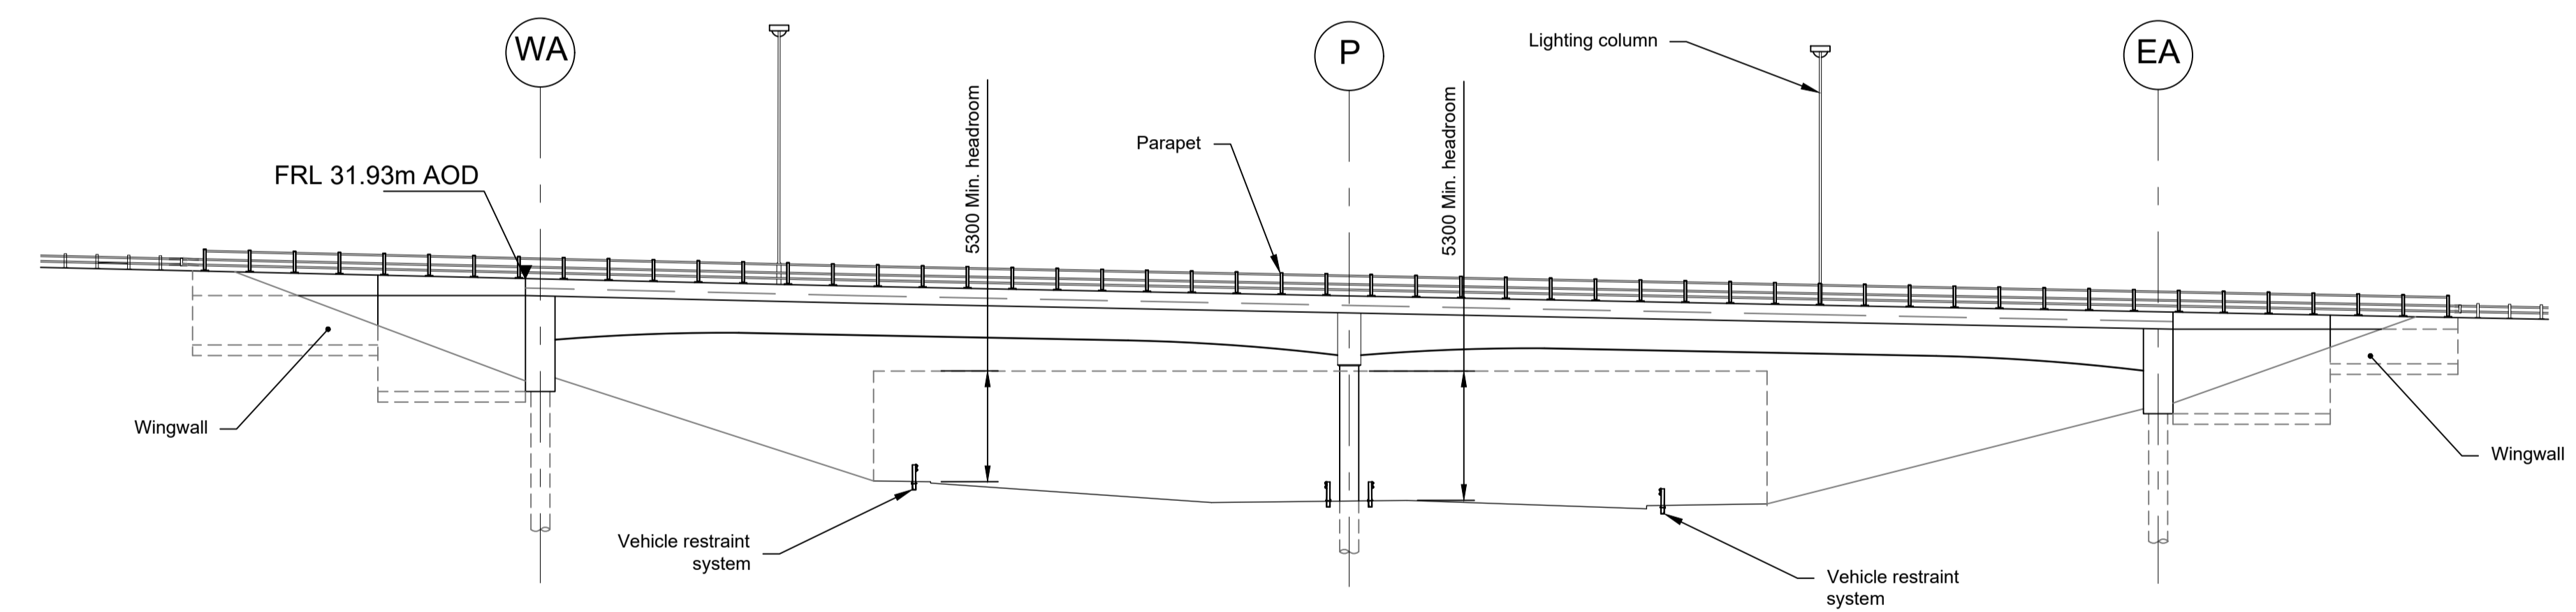 WA
P
EA
Lighting column
5300 Min. headroom
5300 Min. headroom
Parapet
FRL 31.93m AOD
Wingwall
Wingwall
Vehicle restraint
system
Vehicle restraint
system